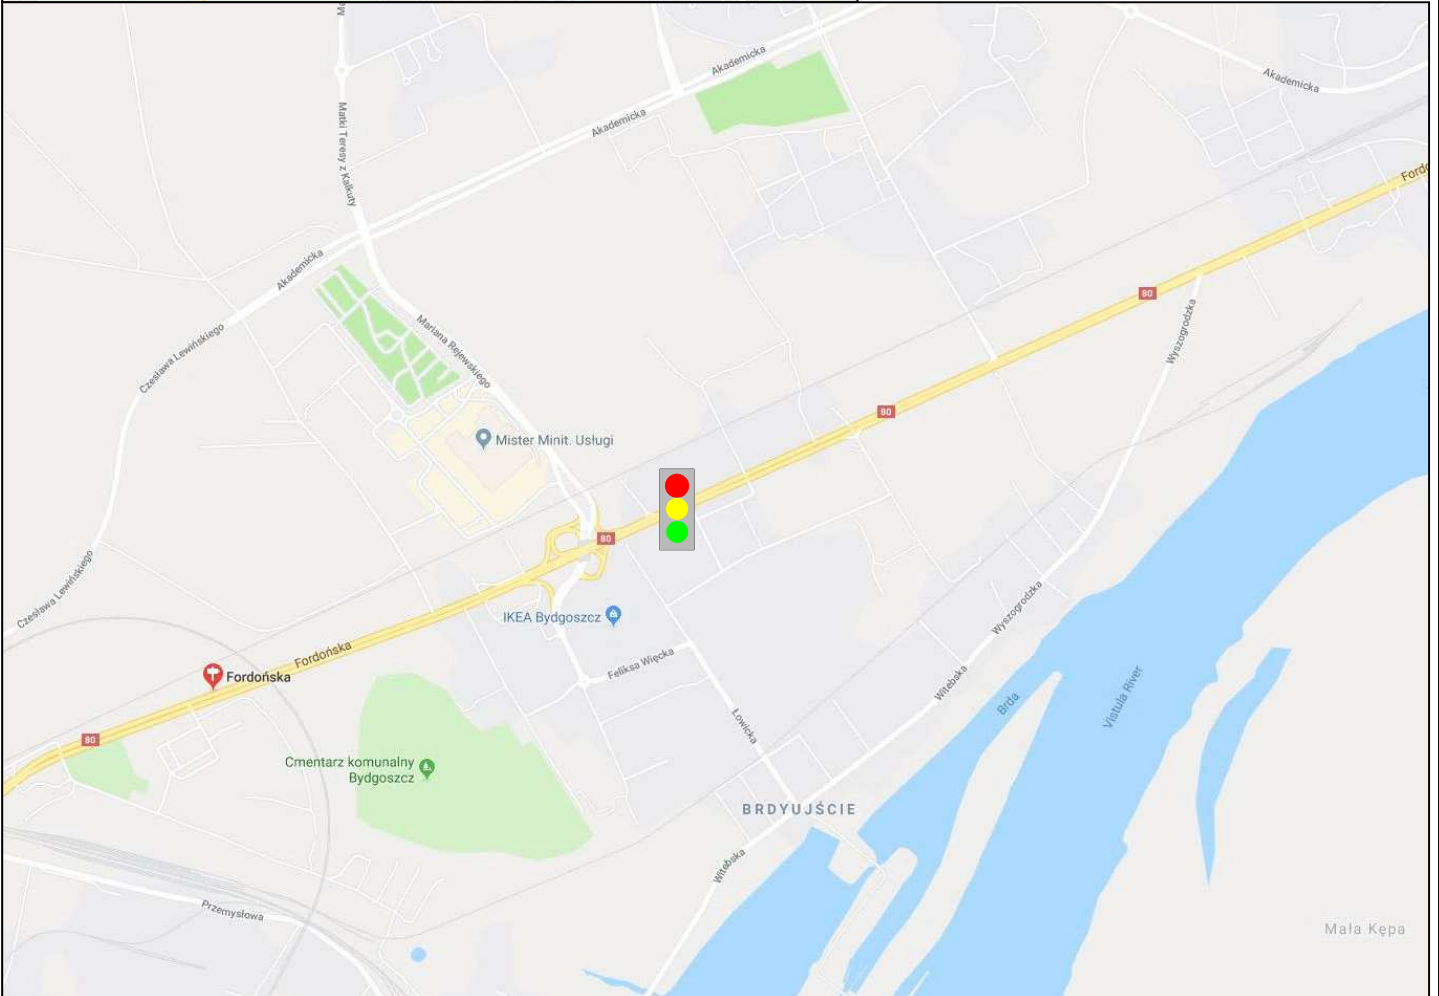 Ma
Akademicka
Akademicka
Akademicka
Matki Teresy z Kalkuty
Fordo
Akademicka
80
Czesława Lewińskiego
Mariana Rejewskiego
Wyszogrodzka
80
Mister Minit. Usługi
80
Czesława Lewińskiego
IKEA Bydgoszcz
Wyszogrodzka
Feliksa Więcka
Fordońska
Fordońska
Witebska
Brda
Vistula River
80
Łowicka
Cmentarz komunalny
Bydgoszcz
BRDYUJŚCIE
Witebska
Przemysłowa
Mała Kępa